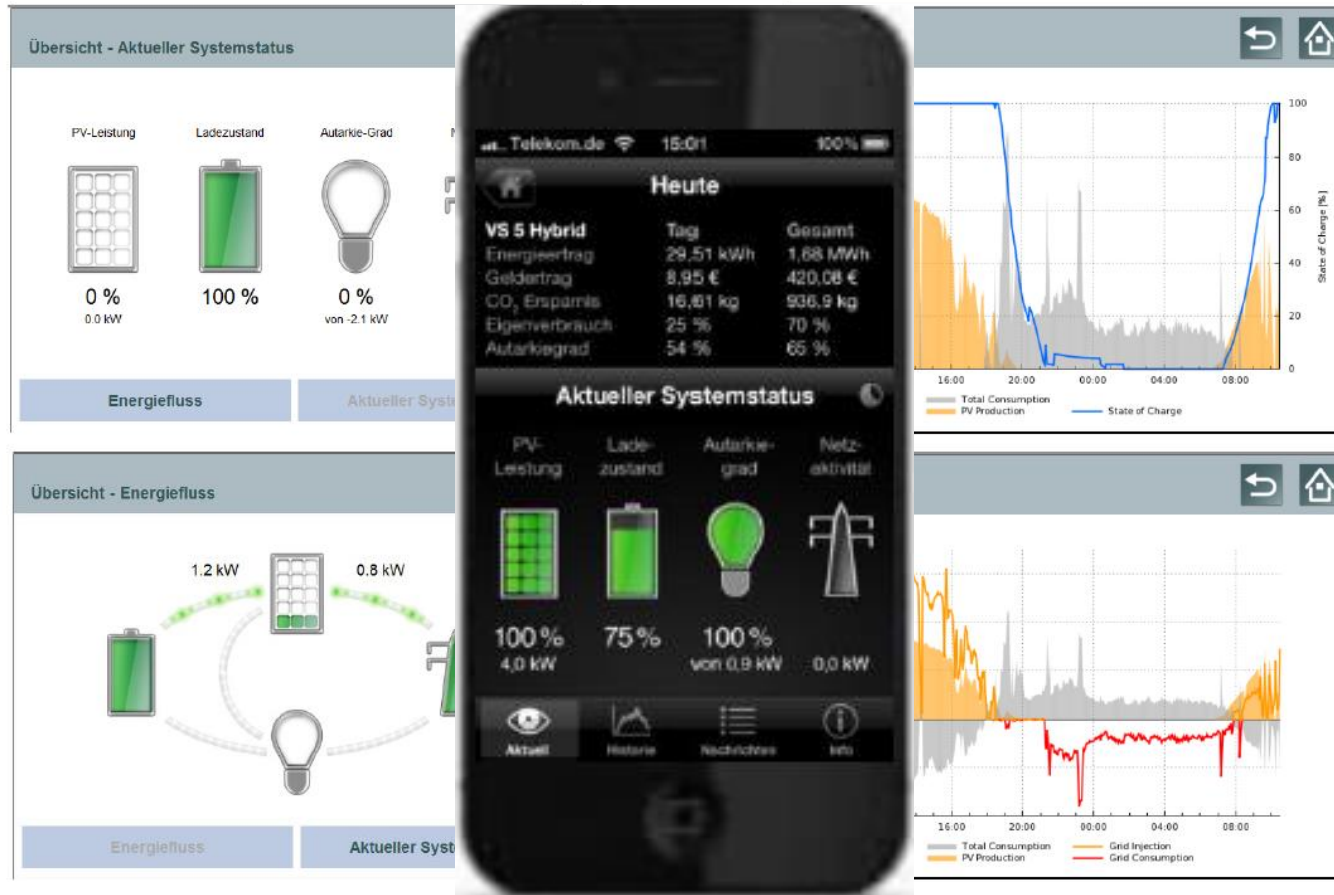 Übersicht - Aktueller Systemstatus
PV-Leistung Ladezustand Autarkie-Grad
0 % 100 % 0 %
0.0 kW von -2.1 kW
Energiefluss Aktueller Syst
Übersicht - Energiefluss
1.2 kW 0.8 kW
Energiefluss Aktueller Syst
Telekom.de 15:01 100%
Heute
VS 5 Hybrid Tag Gesamt
Energieertrag 29,51 kWh 1,68 MWh
Geldertrag 8,95 € 420,08 €
CO₂ Ersparnis 16,61 kg 936,9 kg
Eigenverbrauch 25 % 70 %
Autarkiegrad 54 % 65 %
Aktueller Systemstatus
PV- Lade- Autarkie- Netz-
Leistung zustand grad aktivität
100 % 75 % 100 %
4,0 kW von 0,9 kW 0,0 kW
Aktuell Historie Nachrichten Info
100
80
60
40
20
0
State of Charge [%]
16:00 20:00 00:00 04:00 08:00
Total Consumption
PV Production State of Charge
16:00 20:00 00:00 04:00 08:00
Total Consumption Grid Injection
PV Production Grid Consumption